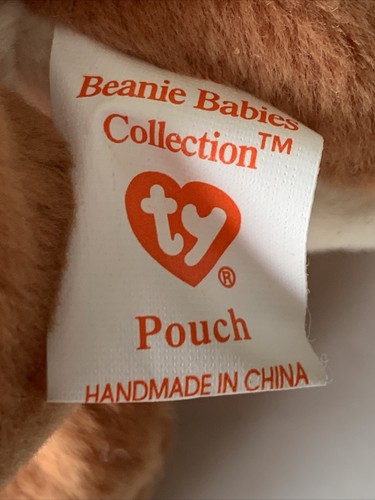 Beanie Babies
Collection™
ty®
Pouch
HANDMADE IN CHINA